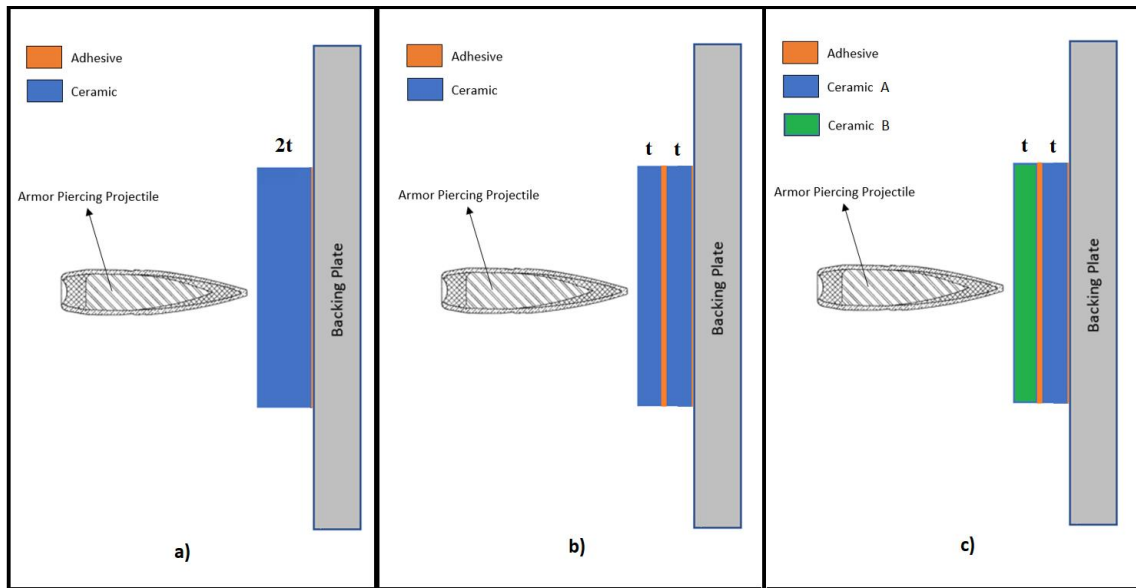 Adhesive
Ceramic
2t
Armor Piercing Projectile
Backing Plate
a)
Adhesive
Ceramic
t t
Armor Piercing Projectile
Backing Plate
b)
Adhesive
Ceramic A
Ceramic B
t t
Armor Piercing Projectile
Backing Plate
c)